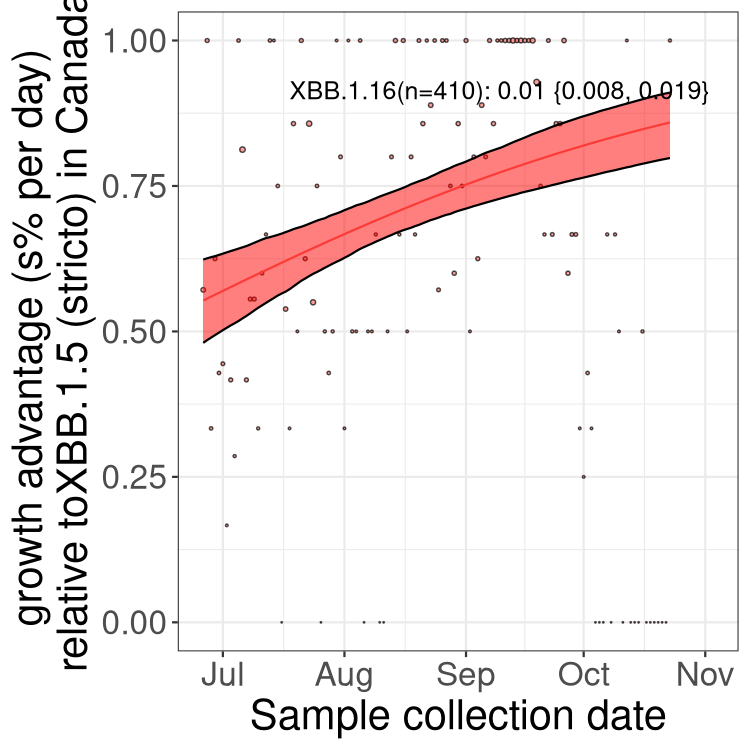 growth advantage (s% per day)
relative toXBB.1.5 (stricto) in Canada
1.00
0.75
0.50
0.25
0.00
XBB.1.16(n=410): 0.01 {0.008, 0.019}
Jul Aug Sep Oct Nov
Sample collection date